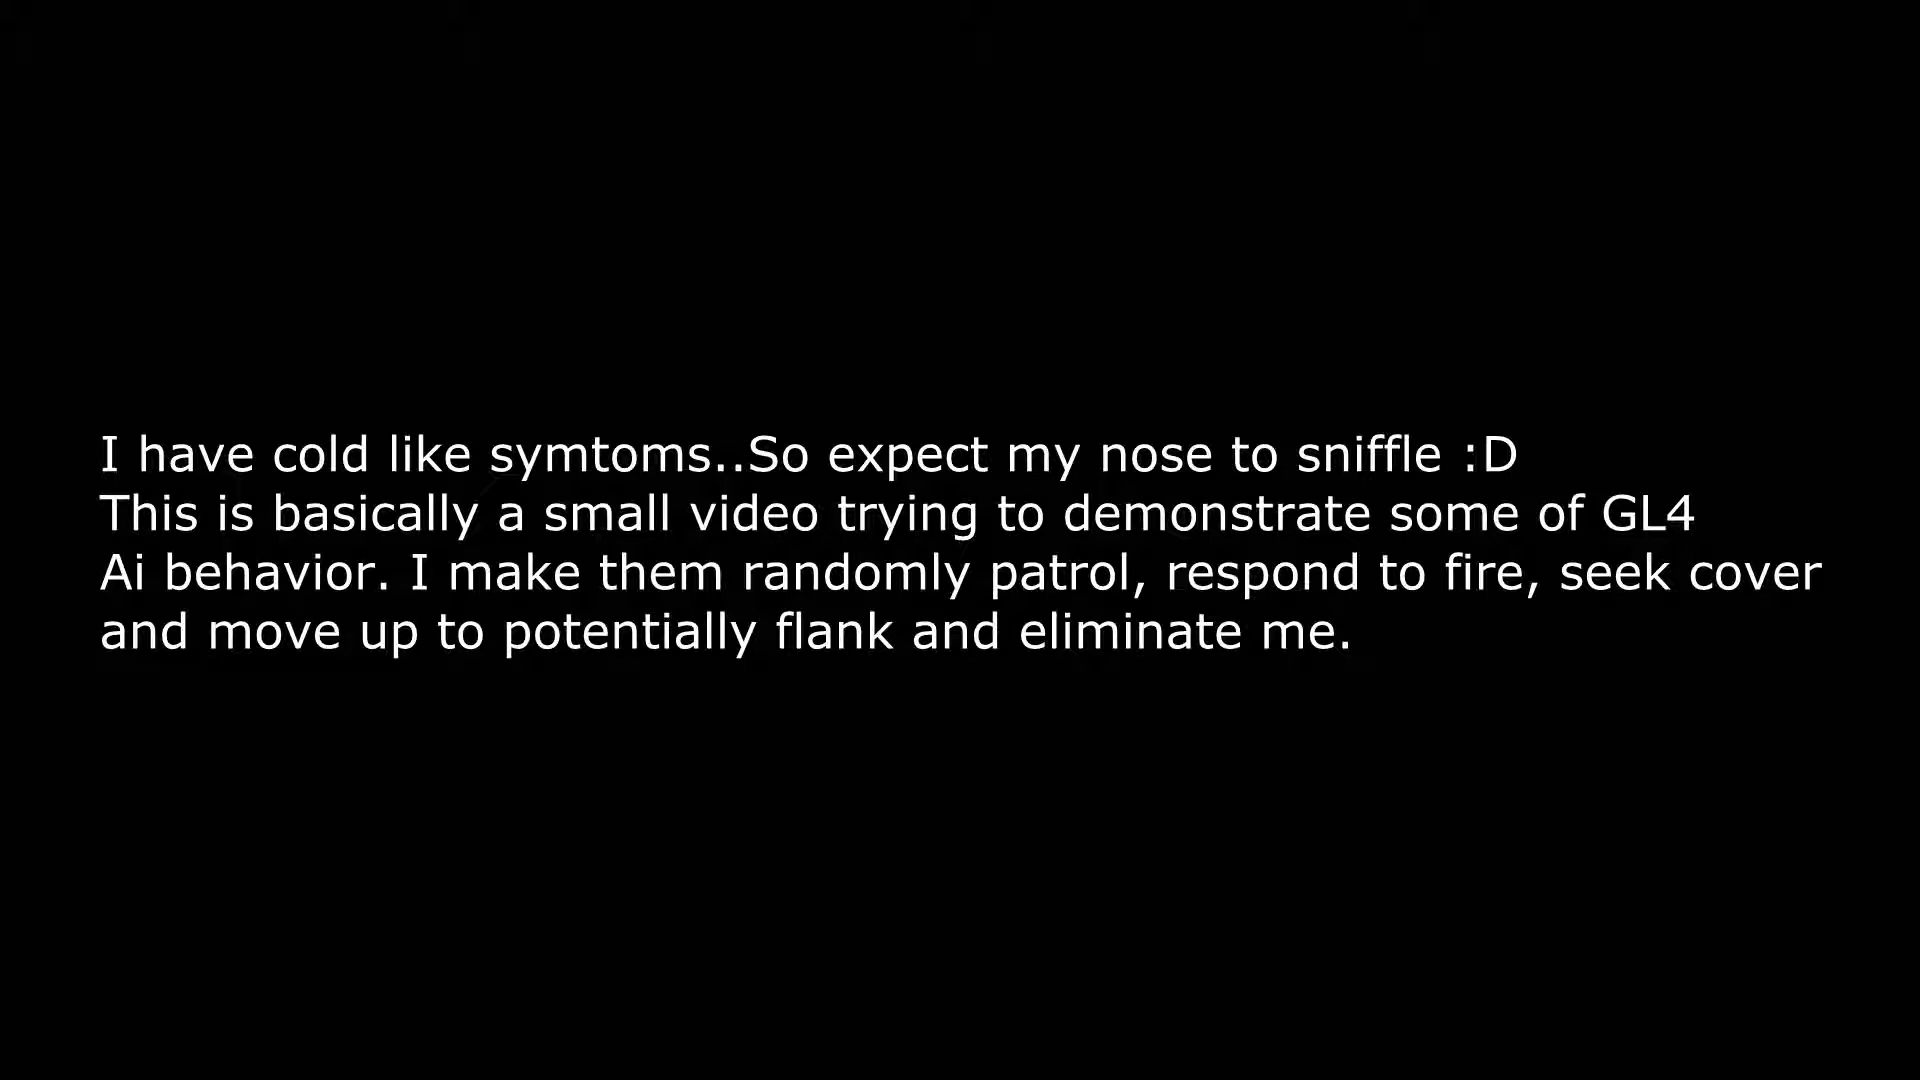 I have cold like symtoms..So expect my nose to sniffle :D
This is basically a small video trying to demonstrate some of GL4
Ai behavior. I make them randomly patrol, respond to fire, seek cover
and move up to potentially flank and eliminate me.